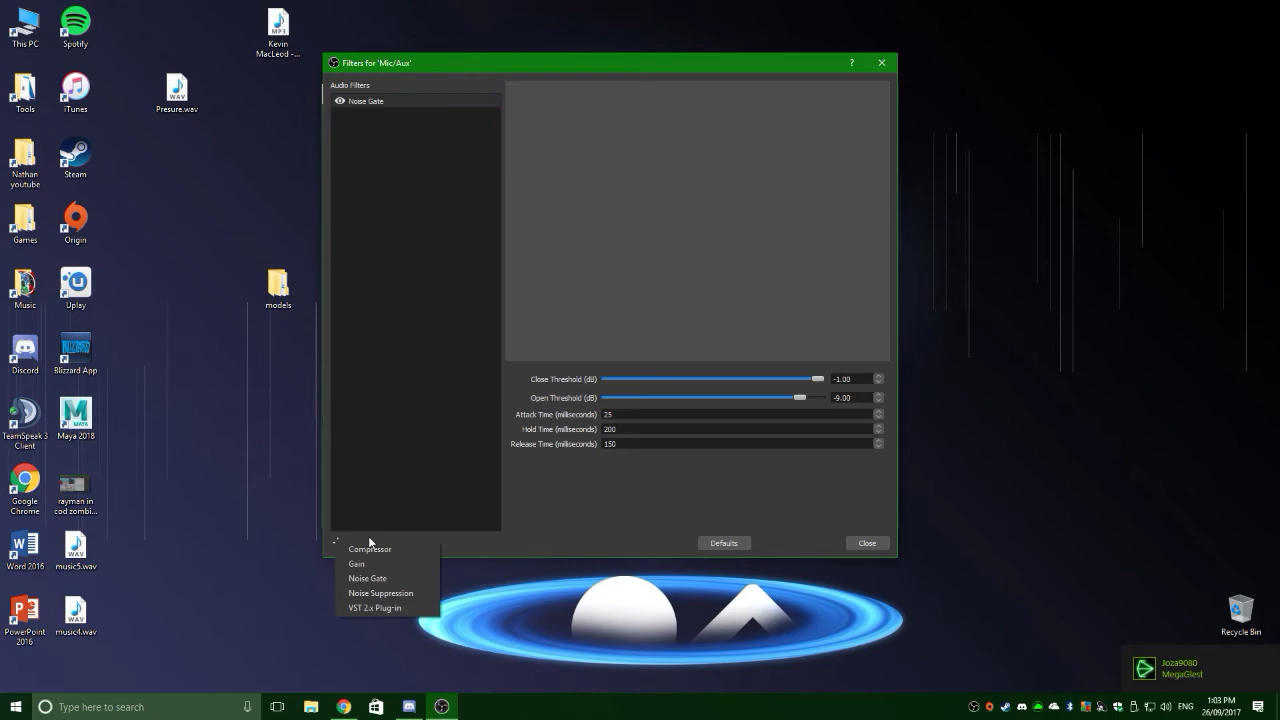 This PC
Spotify
Kevin
MacLeod -...
Tools
iTunes
Presure.wav
Nathan
youtube
Steam
Games
Origin
Music
Uplay
models
Discord
Blizzard App
TeamSpeak 3
Client
Maya 2018
Google
Chrome
rayman in
cod zombi...
Word 2016
music5.wav
PowerPoint
2016
music4.wav
Filters for 'Mic/Aux'
?
Audio Filters
Noise Gate
Close Threshold (dB)
-1.00
Open Threshold (dB)
-9.00
Attack Time (milliseconds)
25
Hold Time (milliseconds)
200
Release Time (milliseconds)
150
Defaults
Close
Compressor
Gain
Noise Gate
Noise Suppression
VST 2.x Plug-in
Recycle Bin
Joza9080
MegaGlest
Type here to search
ENG
1:03 PM
26/09/2017